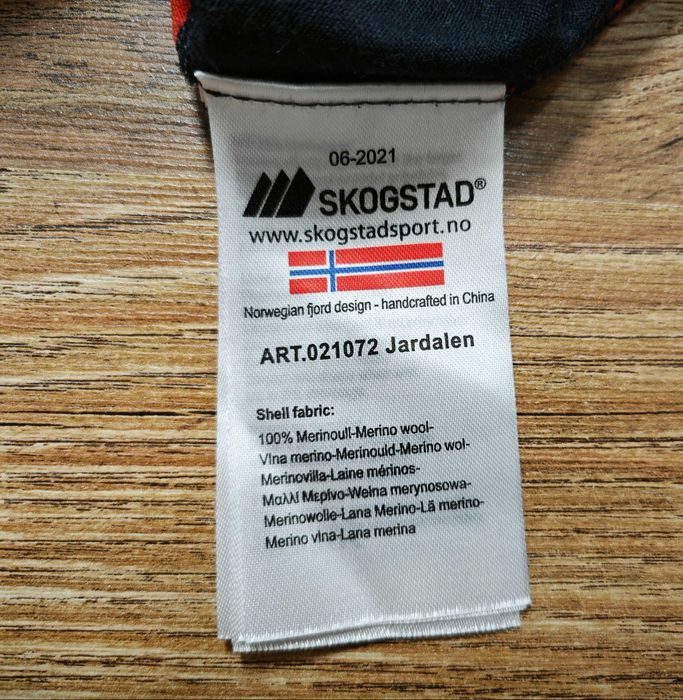 06-2021
SKOGSTAD®
www.skogstadsport.no
Norwegian fjord design - handcrafted in China
ART.021072 Jardalen
Shell fabric:
100% Merinoull-Merino wool-
Vlna merino-Merinould-Merino wol-
Merinovilla-Laine mérinos-
Μαλλί Μερίνο-Wełna merynosowa-
Merinowolle-Lana Merino-Lã merino-
Merino vlna-Lana merina